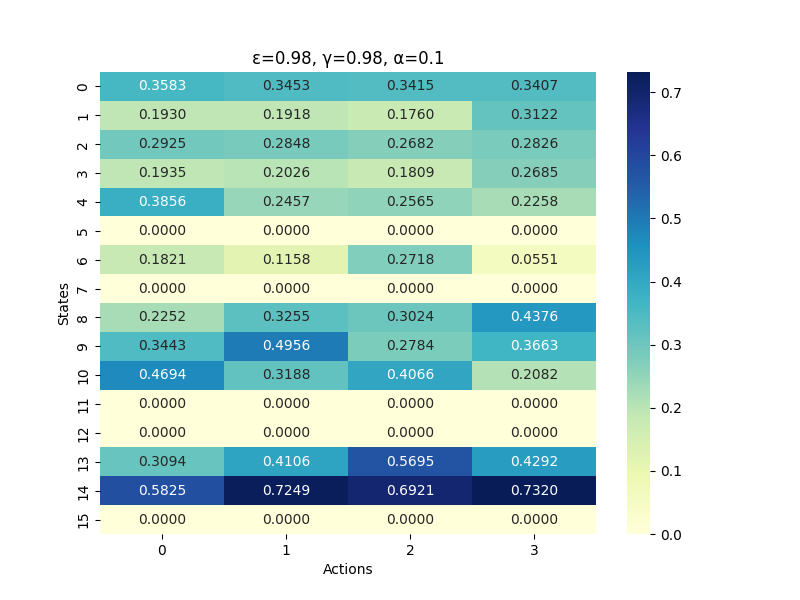 ε=0.98, γ=0.98, α=0.1
0 0.3583 0.3453 0.3415 0.3407
1 0.1930 0.1918 0.1760 0.3122
2 0.2925 0.2848 0.2682 0.2826
3 0.1935 0.2026 0.1809 0.2685
4 0.3856 0.2457 0.2565 0.2258
5 0.0000 0.0000 0.0000 0.0000
6 0.1821 0.1158 0.2718 0.0551
7 0.0000 0.0000 0.0000 0.0000
8 0.2252 0.3255 0.3024 0.4376
9 0.3443 0.4956 0.2784 0.3663
10 0.4694 0.3188 0.4066 0.2082
11 0.0000 0.0000 0.0000 0.0000
12 0.0000 0.0000 0.0000 0.0000
13 0.3094 0.4106 0.5695 0.4292
14 0.5825 0.7249 0.6921 0.7320
15 0.0000 0.0000 0.0000 0.0000
0 1 2 3
Actions
States
0.7
0.6
0.5
0.4
0.3
0.2
0.1
0.0